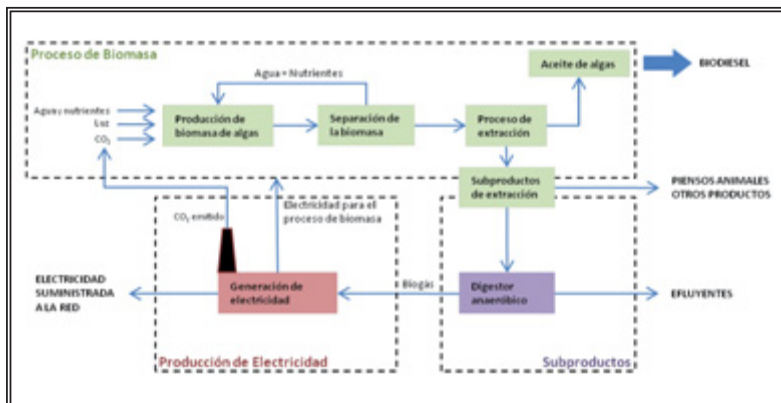 Proceso de Biomasa
Aceite de algas
BIODIESEL
Agua + Nutrientes
Agua y nutrientes
Luz
CO₂
Producción de
biomasa de algas
Separación de
la biomasa
Proceso de
extracción
Subproductos
de extracción
PIENSOS ANIMALES
OTROS PRODUCTOS
CO₂ emitido
Electricidad para el
proceso de biomasa
ELECTRICIDAD
SUMINISTRADA
A LA RED
Generación de
electricidad
Biogás
Digestor
anaeróbico
EFLUYENTES
Producción de Electricidad
Subproductos